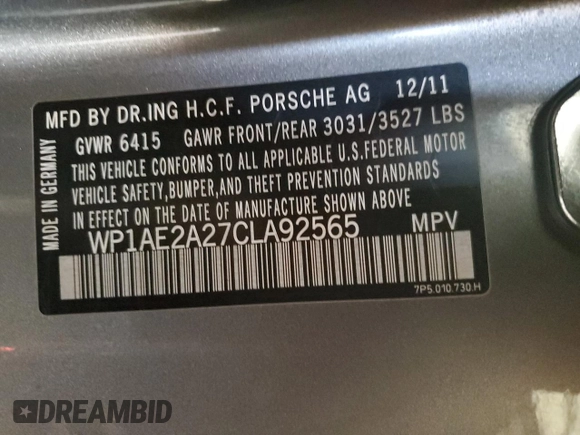 MFD BY DR.ING H.C.F. PORSCHE AG 12/11
GVWR 6415 GAWR FRONT/REAR 3031/3527 LBS
THIS VEHICLE CONFORMS TO ALL APPLICABLE U.S.FEDERAL MOTOR
VEHICLE SAFETY,BUMPER,AND THEFT PREVENTION STANDARDS
IN EFFECT ON THE DATE OF MANUFACTURE SHOWN ABOVE
WP1AE2A27CLA92565 MPV
7P5.010.730.H
MADE IN GERMANY
DREAMBID